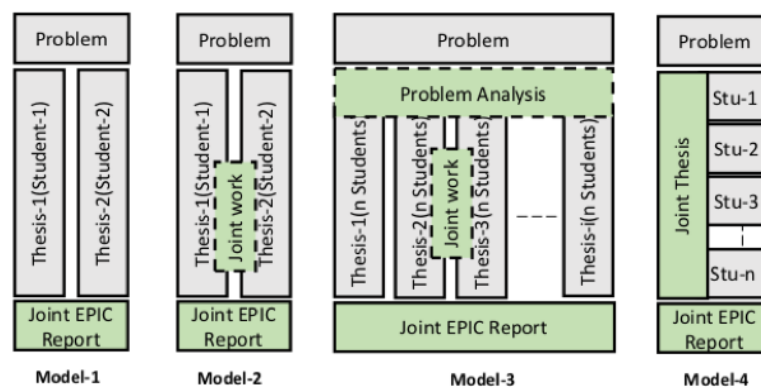 Problem
Thesis-1(Student-1)
Thesis-2(Student-2)
Joint EPIC
Report
Model-1
Problem
Thesis-1(Student-1)
Joint work
Thesis-2(Student-2)
Joint EPIC
Report
Model-2
Problem
Problem Analysis
Thesis-1(n Students)
Thesis-2(n Students)
Joint work
Thesis-3(n Students)
Thesis-i(n Students)
Joint EPIC Report
Model-3
Problem
Joint Thesis
Stu-1
Stu-2
Stu-3
Stu-n
Joint EPIC
Report
Model-4